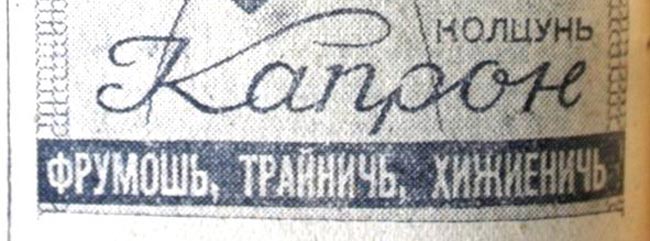 КОЛЦУНЬ
Капрон
ФРУМОШЬ, ТРАЙНИЧЬ, ХИЖИЕНИЧЬ